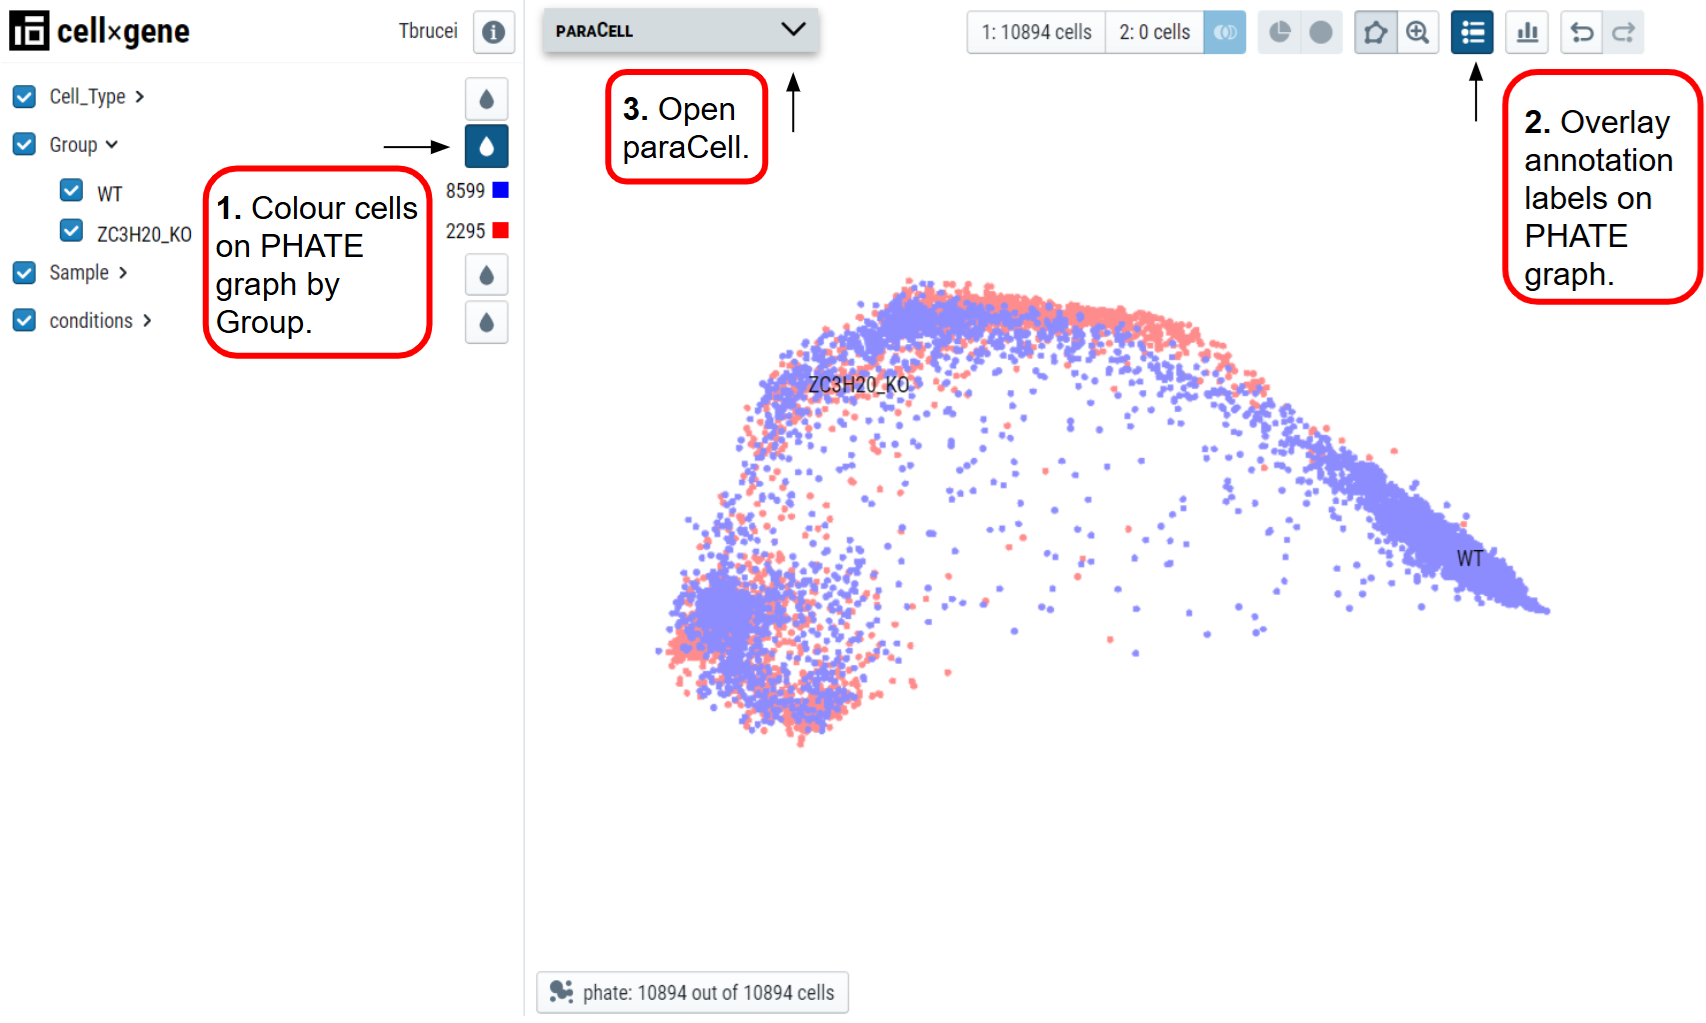 cell×gene
Tbrucei
i
PARACELL
1: 10894 cells
2: 0 cells
Cell_Type
Group
WT
8599
ZC3H20_KO
2295
Sample
conditions
1. Colour cells
on PHATE
graph by
Group.
3. Open
paraCell.
2. Overlay
annotation
labels on
PHATE
graph.
ZC3H20_KO
WT
phate: 10894 out of 10894 cells